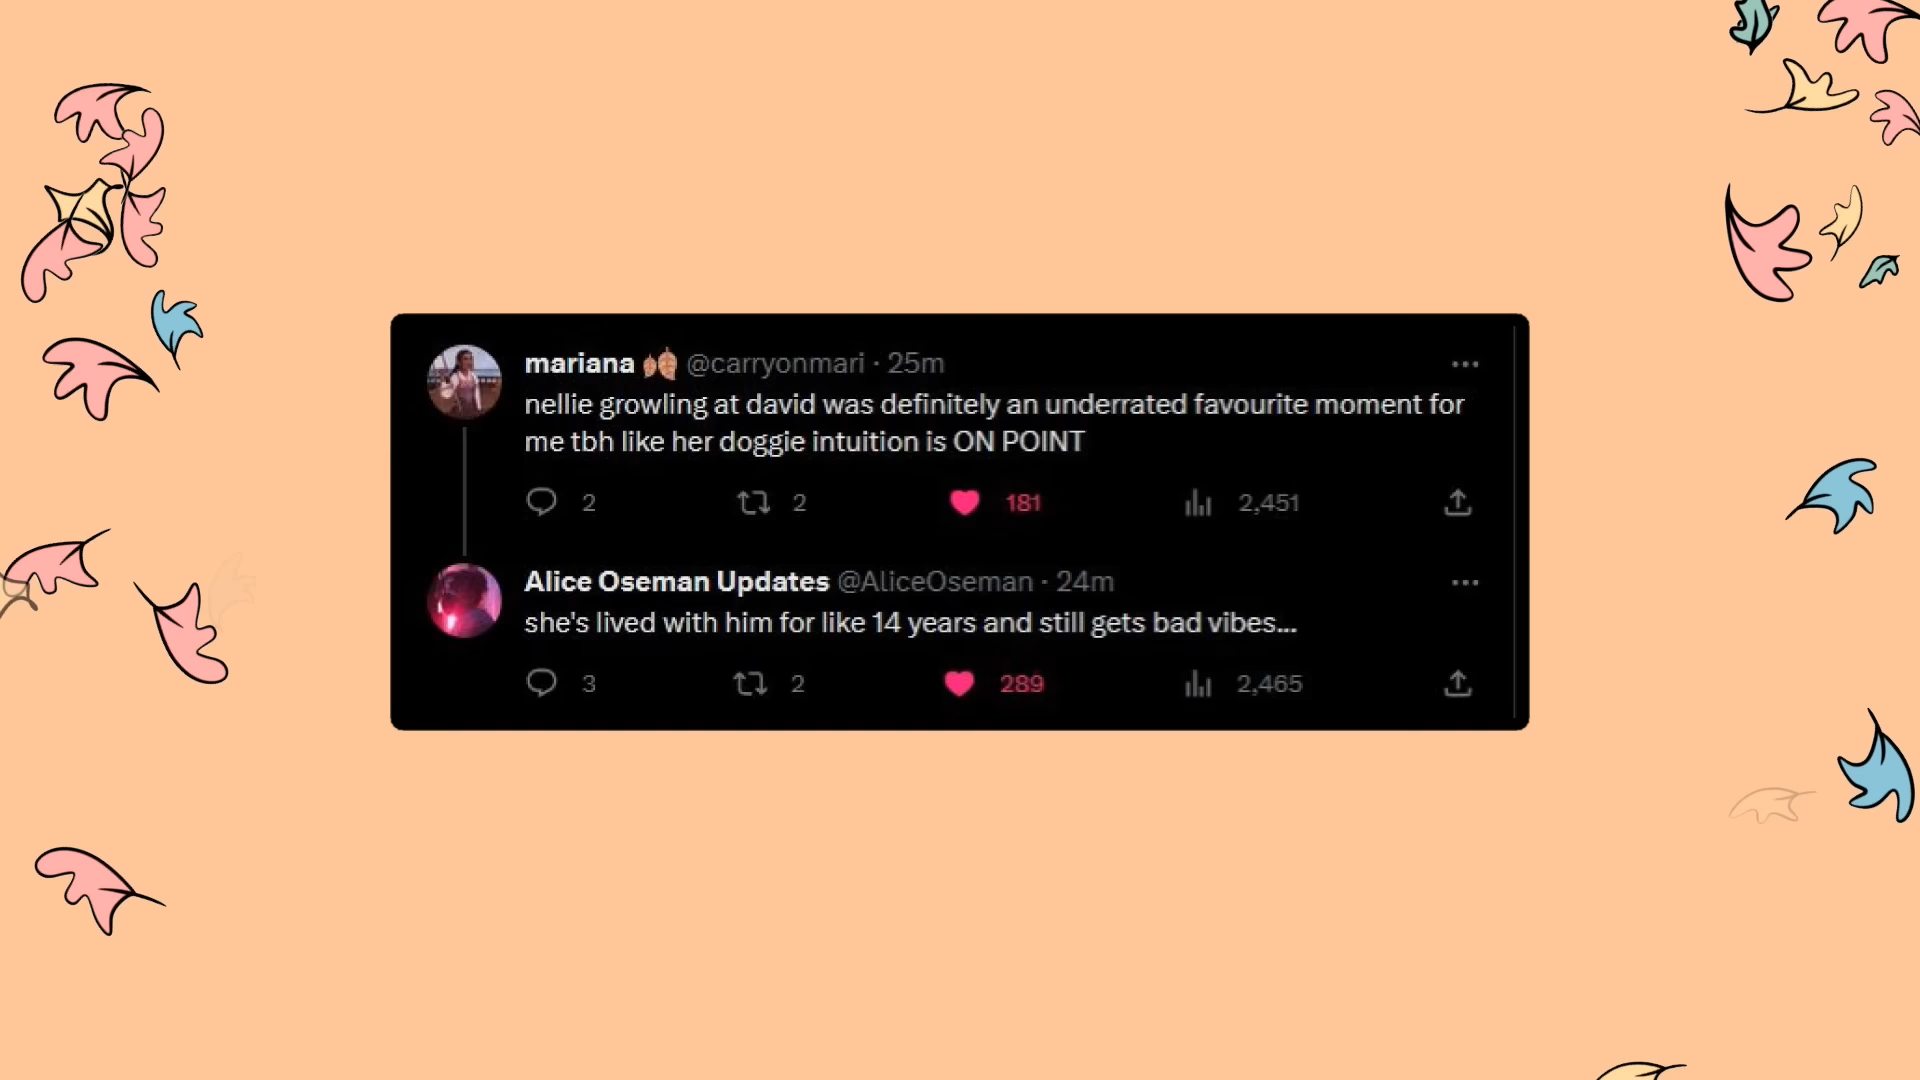 mariana 🍂 @carryonmari · 25m
nellie growling at david was definitely an underrated favourite moment for
me tbh like her doggie intuition is ON POINT
2 2 181 2,451
Alice Oseman Updates @AliceOseman · 24m
she's lived with him for like 14 years and still gets bad vibes...
3 2 289 2,465